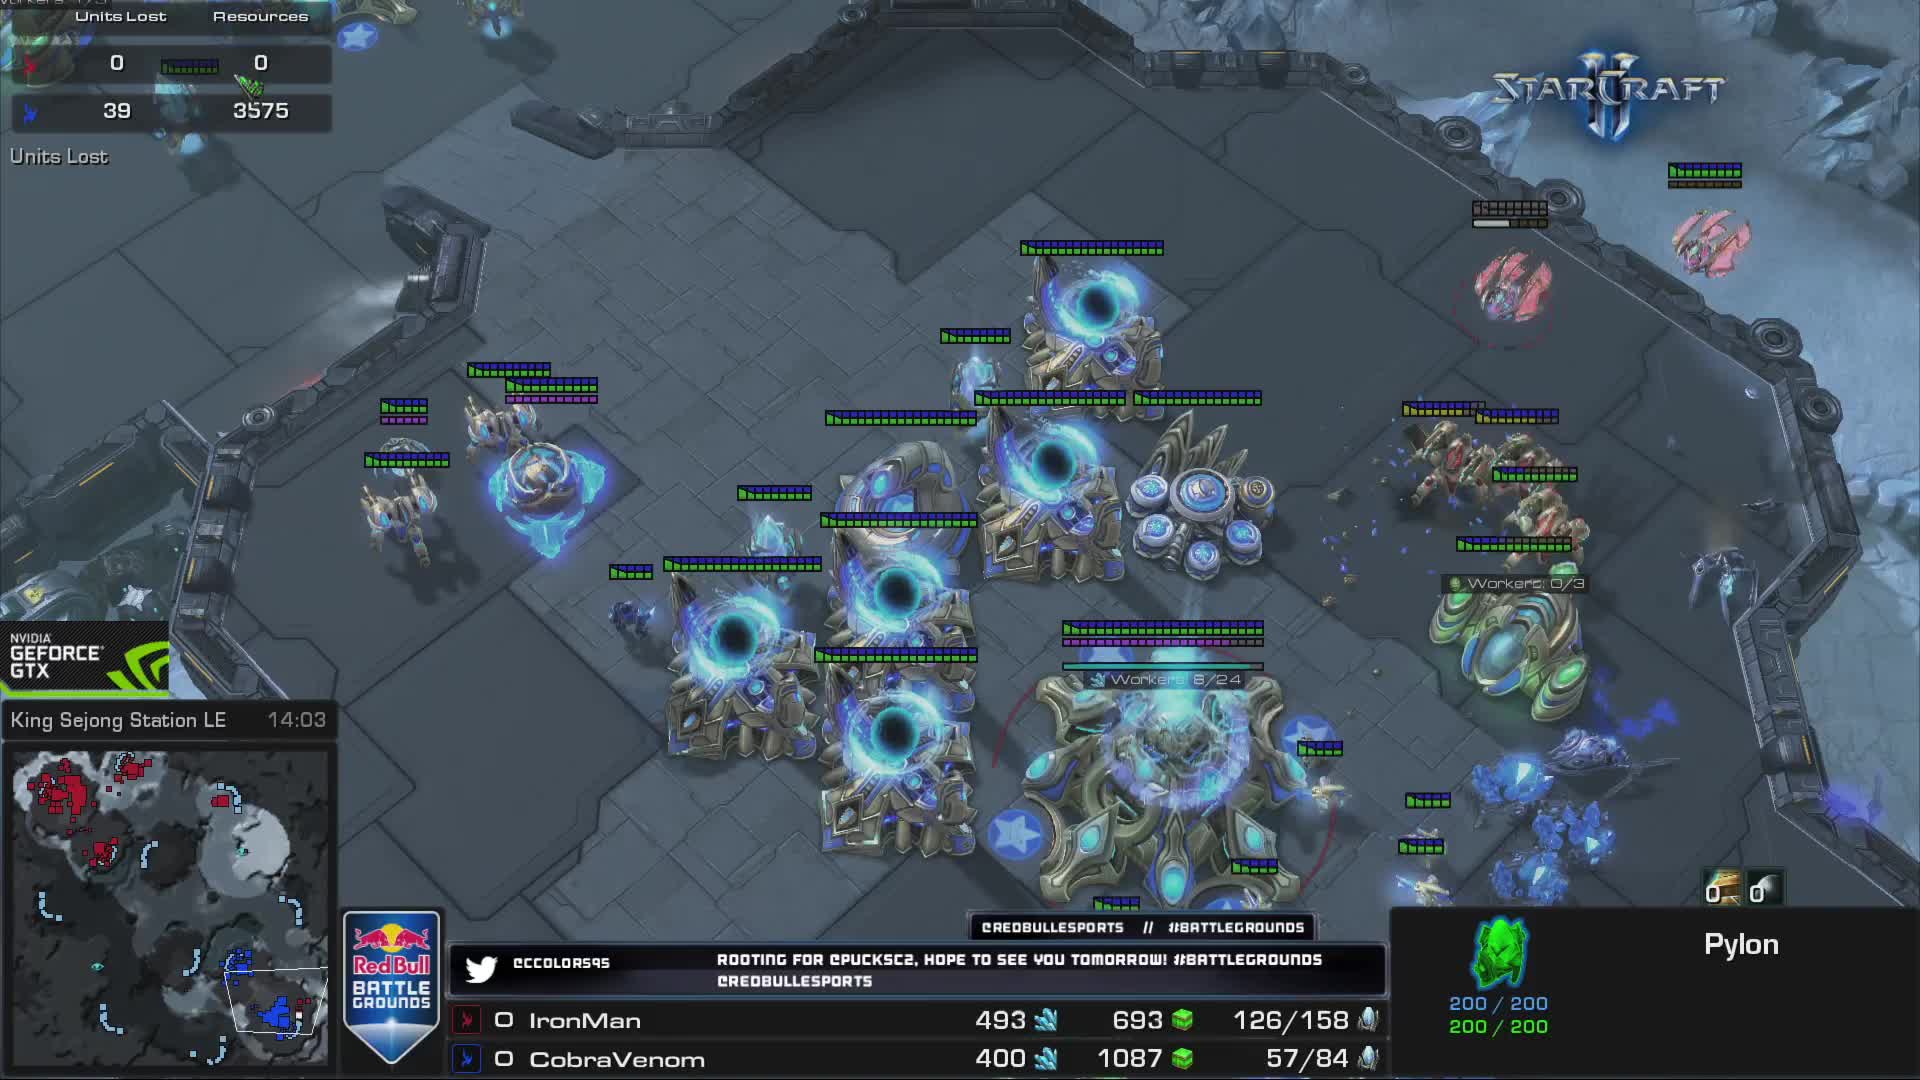 Units Lost Resources
0 0
39 3575
Units Lost
STARCRAFT II
NVIDIA
GEFORCE
GTX
King Sejong Station LE 14:03
Workers: 0/3
Workers: 8/24
0 0
Pylon
200 / 200
200 / 200
@REDBULLESPORTS // #BATTLEGROUNDS
@CCOLORS95
ROOTING FOR @PUCKSC2, HOPE TO SEE YOU TOMORROW! #BATTLEGROUNDS
@REDBULLESPORTS
Red Bull
BATTLE
GROUNDS
0 IronMan 493 693 126/158
0 CobraVenom 400 1087 57/84